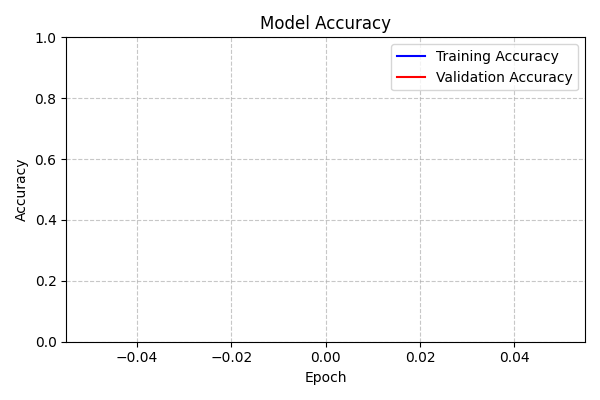 Model Accuracy
Training Accuracy
Validation Accuracy
1.0
0.8
0.6
0.4
0.2
0.0
Accuracy
−0.04
−0.02
0.00
0.02
0.04
Epoch